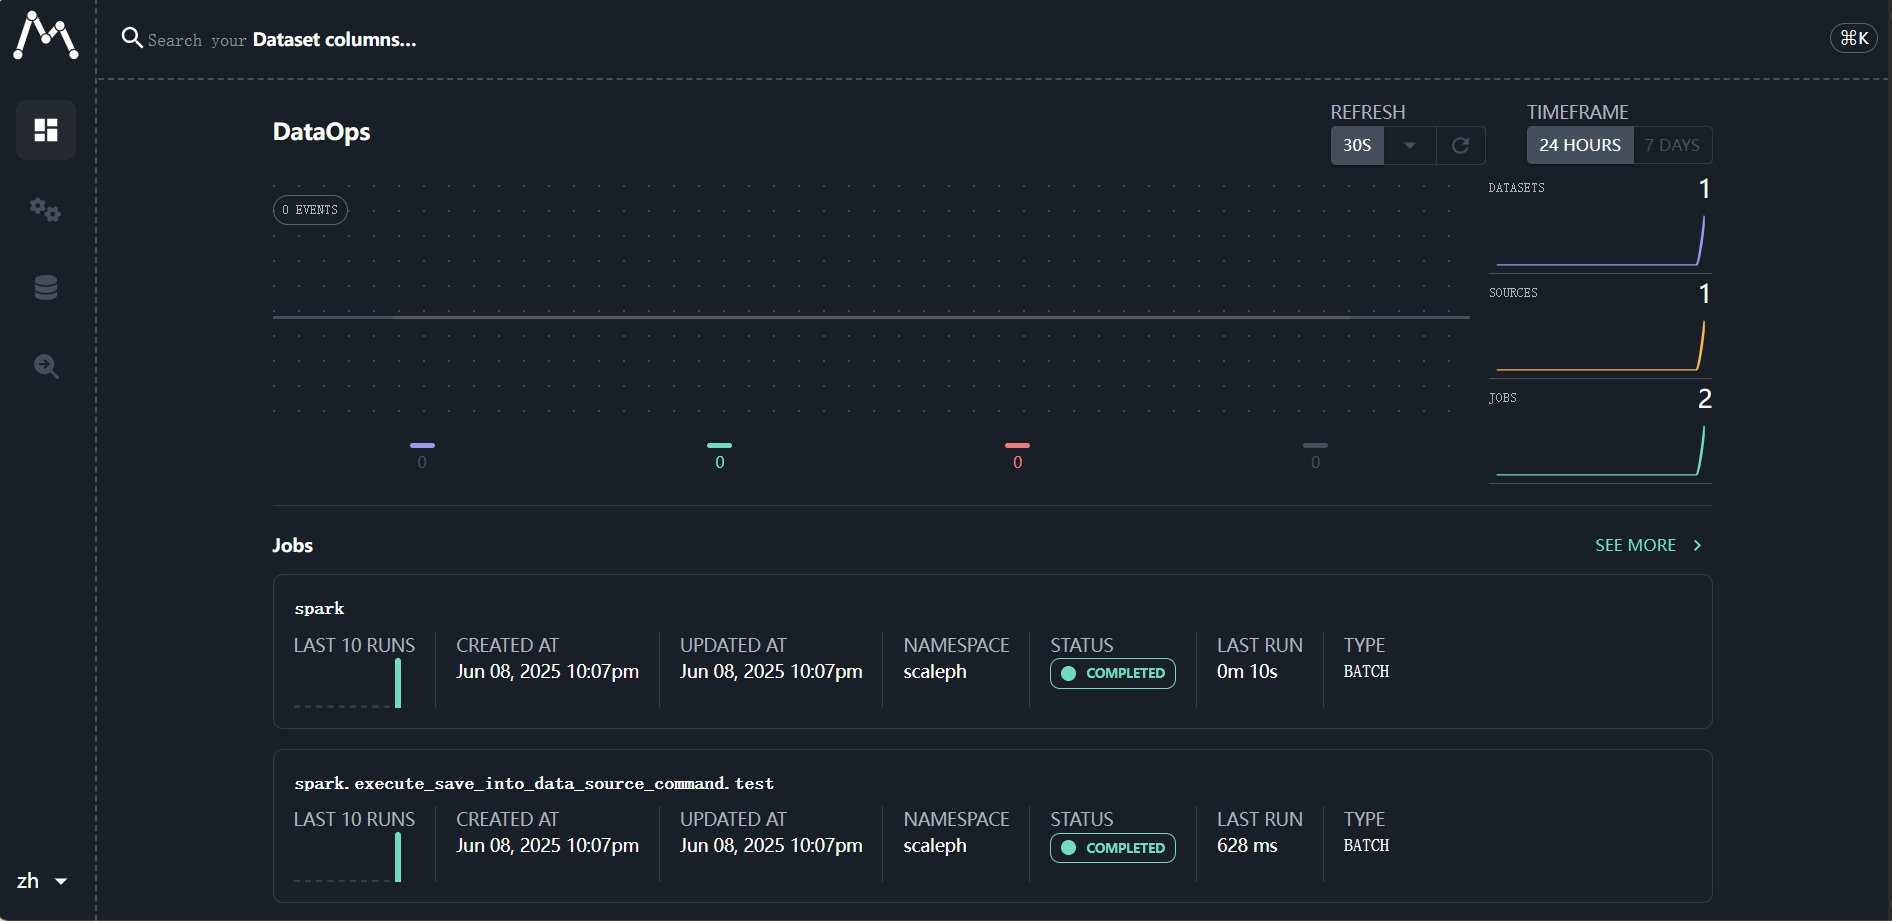 Search your Dataset columns...
⌘K
DataOps
REFRESH
30S
TIMEFRAME
24 HOURS 7 DAYS
0 EVENTS
DATASETS 1
SOURCES 1
JOBS 2
0 0 0 0
Jobs
SEE MORE
spark
LAST 10 RUNS CREATED AT UPDATED AT NAMESPACE STATUS LAST RUN TYPE
Jun 08, 2025 10:07pm Jun 08, 2025 10:07pm scaleph COMPLETED 0m 10s BATCH
spark.execute_save_into_data_source_command.test
LAST 10 RUNS CREATED AT UPDATED AT NAMESPACE STATUS LAST RUN TYPE
Jun 08, 2025 10:07pm Jun 08, 2025 10:07pm scaleph COMPLETED 628 ms BATCH
zh